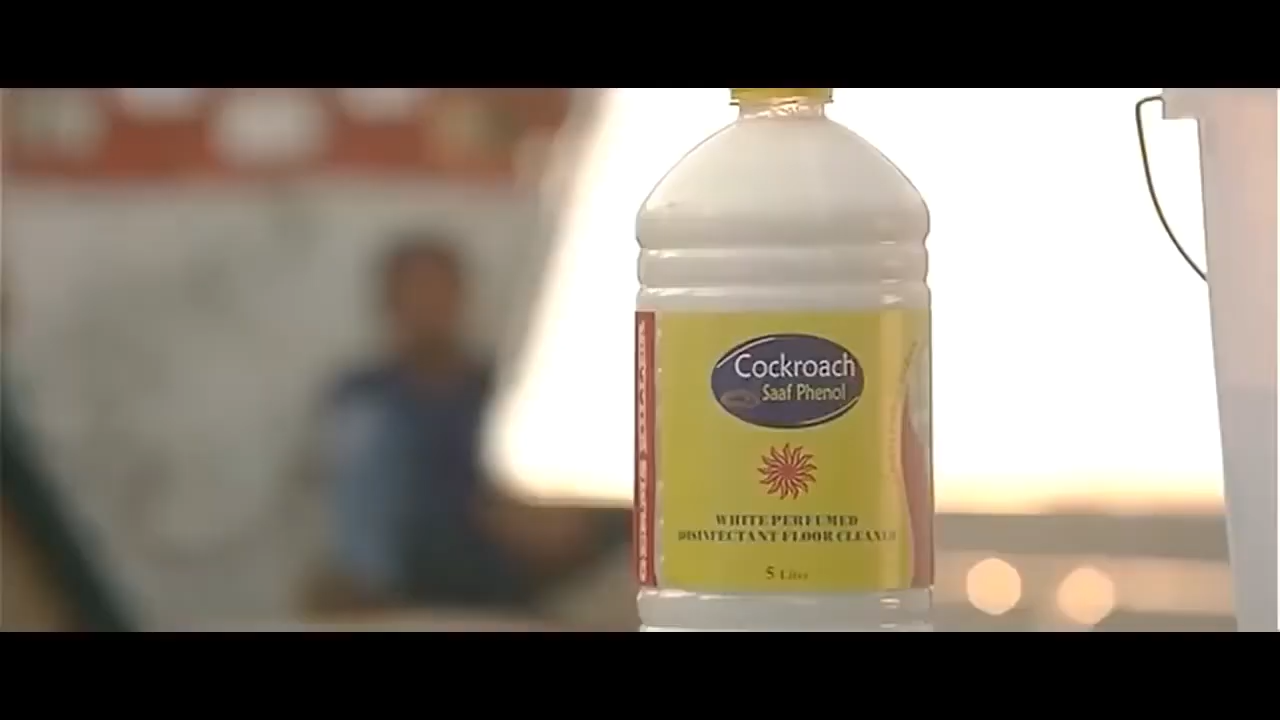 Cockroach
Saaf Phenol
WHITE PERFUMED
DISINFECTANT FLOOR CLEANER
5 Liter